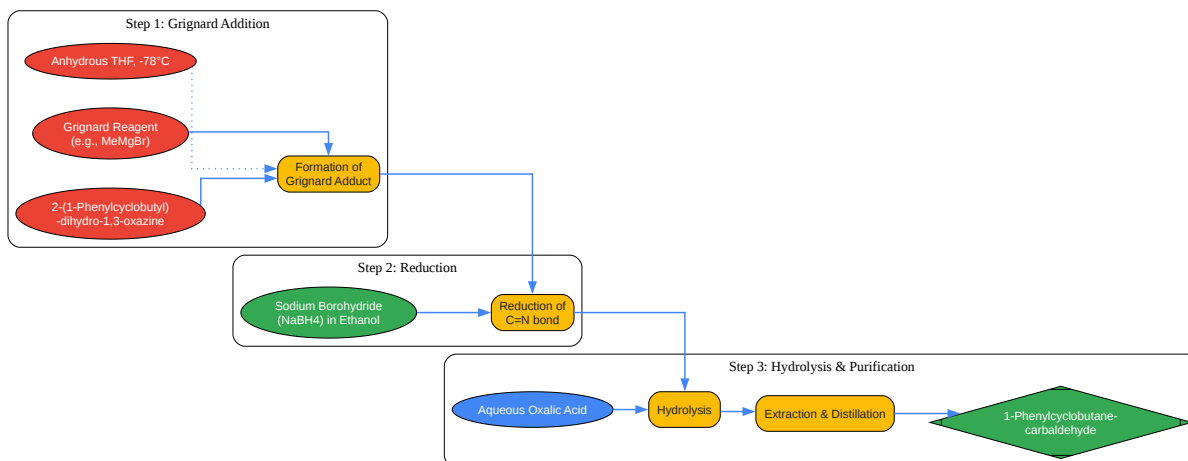 Step 1: Grignard Addition
Anhydrous THF, -78°C
Grignard Reagent
(e.g., MeMgBr)
Formation of
Grignard Adduct
2-(1-Phenylcyclobutyl)
-dihydro-1,3-oxazine
Step 2: Reduction
Sodium Borohydride
(NaBH4) in Ethanol
Reduction of
C=N bond
Step 3: Hydrolysis & Purification
Aqueous Oxalic Acid
Hydrolysis
Extraction & Distillation
1-Phenylcyclobutane-
carbaldehyde